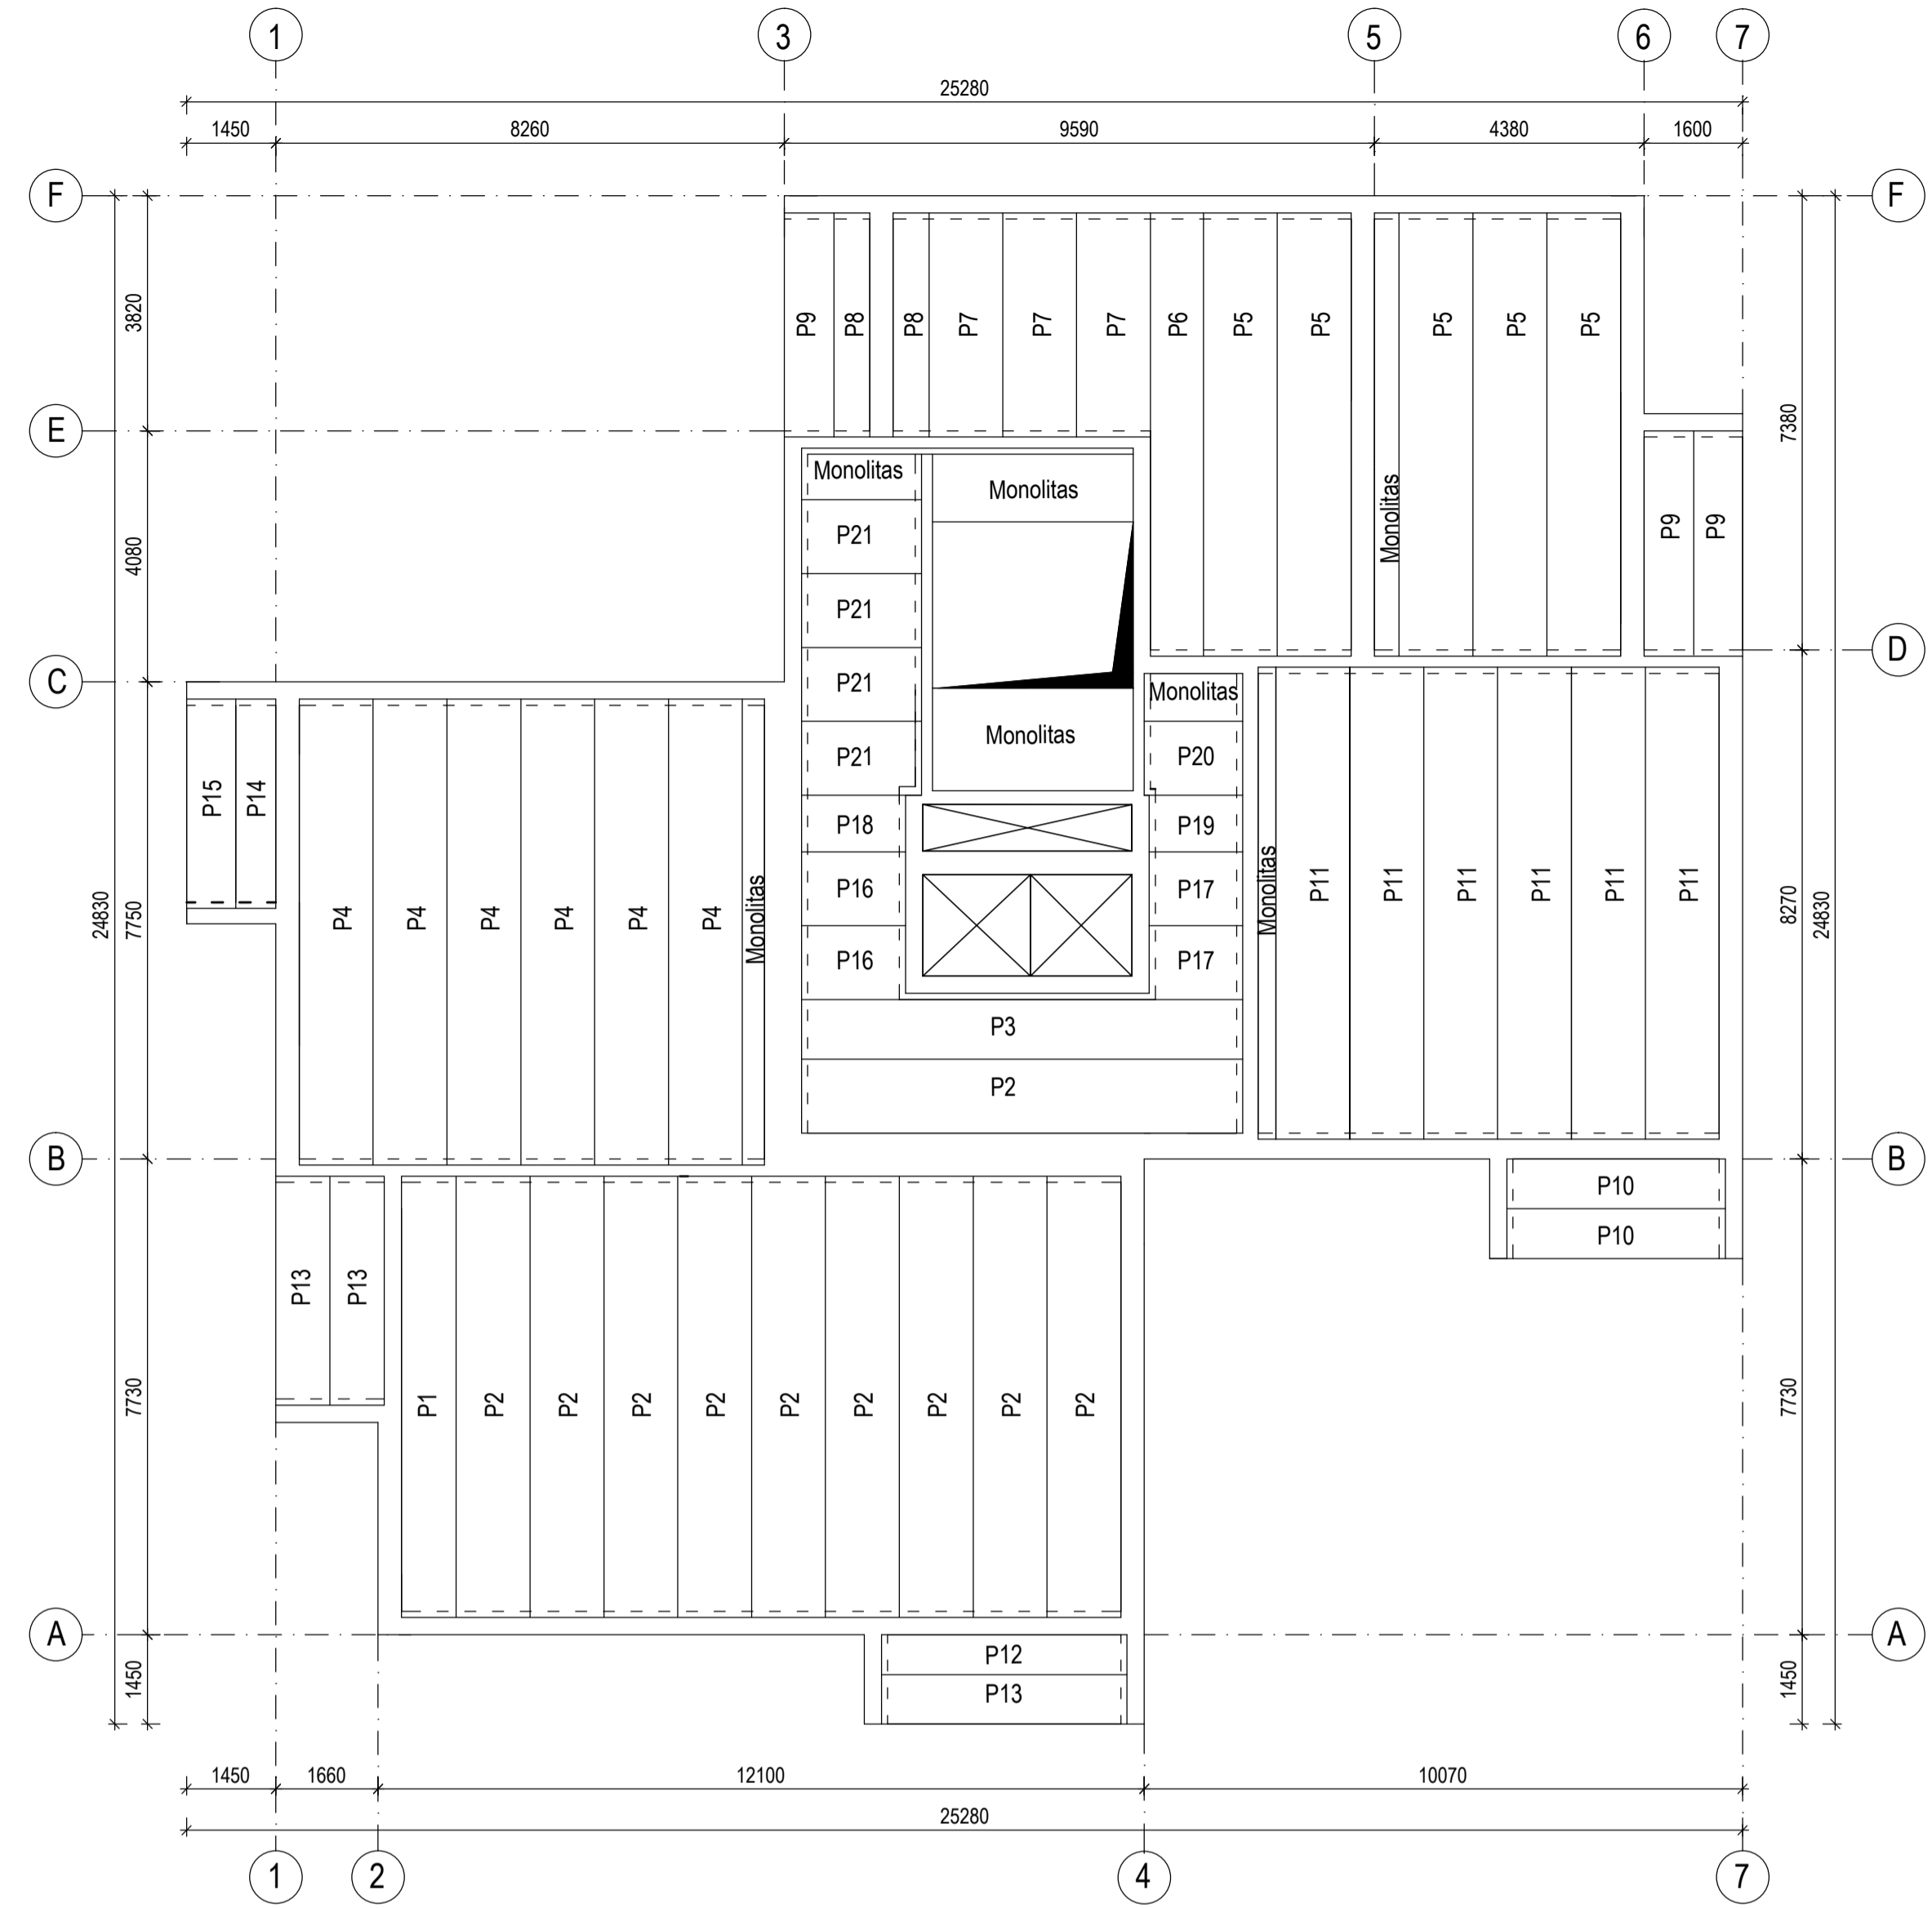 1 3 5 6 7
25280
1450 8260 9590 4380 1600
F F
3820
P9 P8 P8 P7 P7 P7 P6 P5 P5 P5 P5 P5
E
7380
Monolitas Monolitas
Monolitas
P21
P9 P9
4080
P21
D
C
P21 Monolitas
Monolitas
P21 P20
P15 P14
P18 P19
P16 P17
Monolitas P11 P11 P11 P11 P11 P11
P4 P4 P4 P4 P4 P4 Monolitas
24830 7750
8270 24830
P16 P17
P3
P2
B B
P10
P10
P13 P13
7730 7730
P1 P2 P2 P2 P2 P2 P2 P2 P2 P2
A A
P12
P13
1450 1450
1450 1660 12100 10070
25280
1 2 4 7